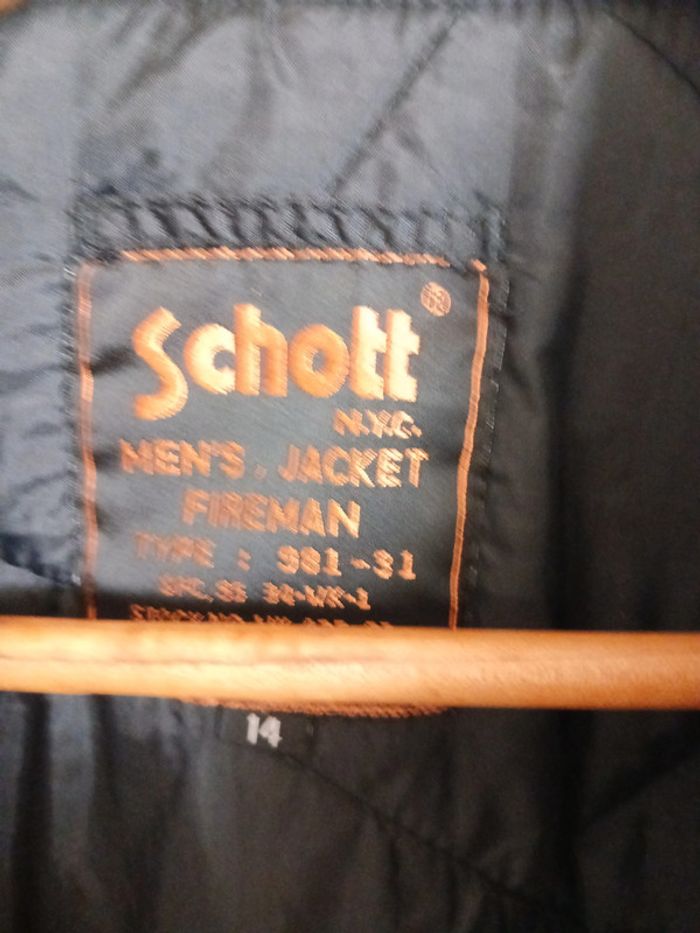 Schott ®
N.Y.C.
MEN'S . JACKET
FIREMAN
TYPE : 981-31
14